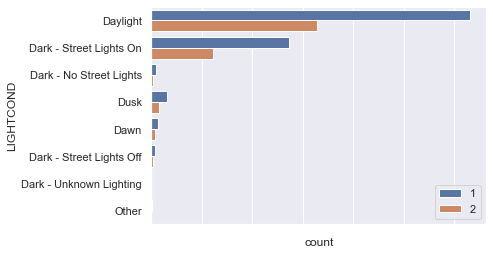 Daylight
Dark - Street Lights On
Dark - No Street Lights
Dusk
Dawn
Dark - Street Lights Off
Dark - Unknown Lighting
Other
LIGHTCOND
count
1
2